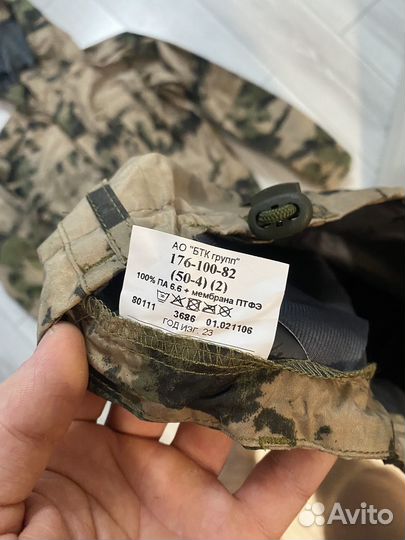 АО "БТК групп"
176-100-82
(50-4) (2)
100% ПА 6.6 + мембрана ПТФЭ
80111 3686 01.021106
ГОД ИЗГ. 23
Avito